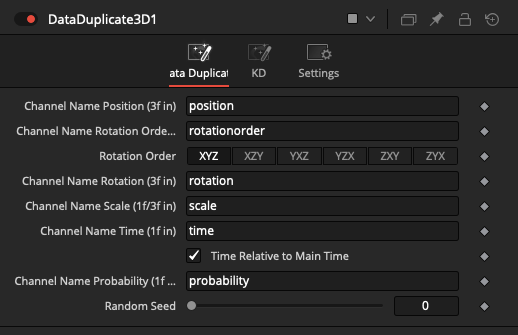 DataDuplicate3D1
ata Duplicat KD Settings
Channel Name Position (3f in) position
Channel Name Rotation Orde... rotationorder
Rotation Order XYZ XZY YXZ YZX ZXY ZYX
Channel Name Rotation (3f in) rotation
Channel Name Scale (1f/3f in) scale
Channel Name Time (1f in) time
Time Relative to Main Time
Channel Name Probability (1f ... probability
Random Seed 0